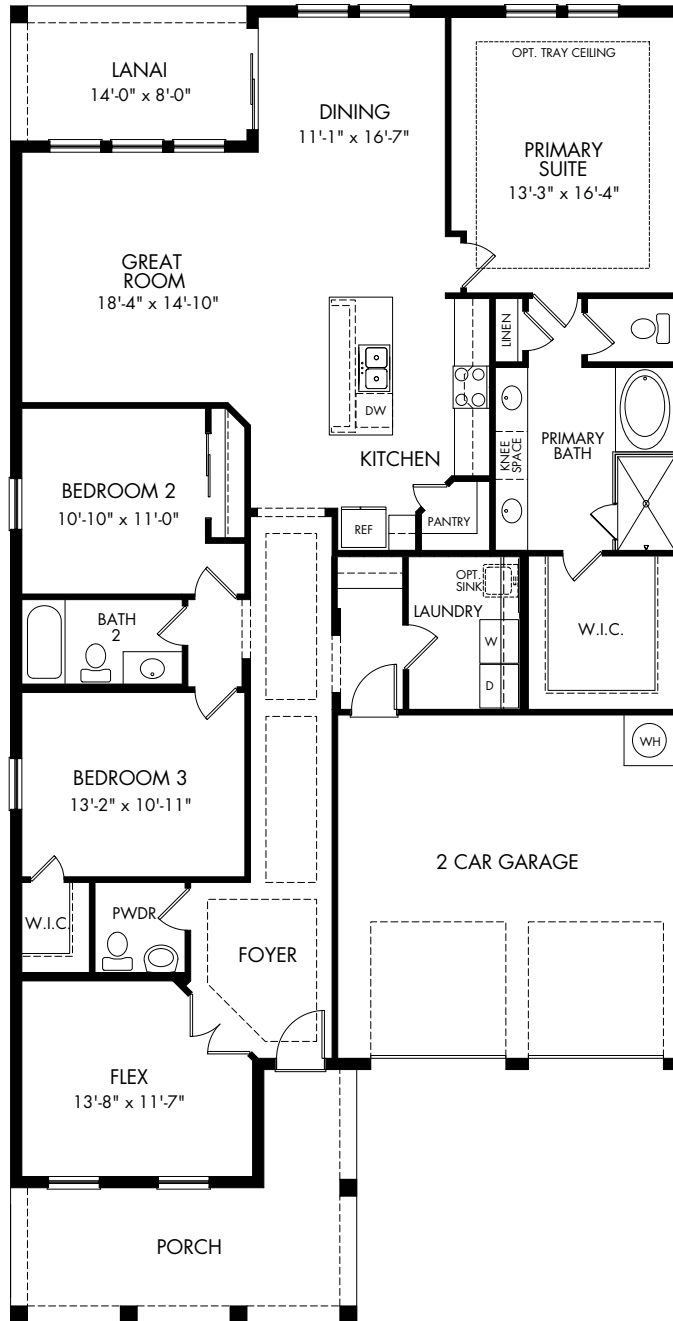 LANAI
14'-0" x 8'-0"
DINING
11'-1" x 16'-7"
OPT. TRAY CEILING
PRIMARY
SUITE
13'-3" x 16'-4"
GREAT
ROOM
18'-4" x 14'-10"
LINEN
DW
KITCHEN
KNEE
SPACE
PRIMARY
BATH
BEDROOM 2
10'-10" x 11'-0"
REF
PANTRY
OPT.
SINK
LAUNDRY
W
D
W.I.C.
BATH
2
WH
BEDROOM 3
13'-2" x 10'-11"
2 CAR GARAGE
W.I.C.
PWDR
FOYER
FLEX
13'-8" x 11'-7"
PORCH